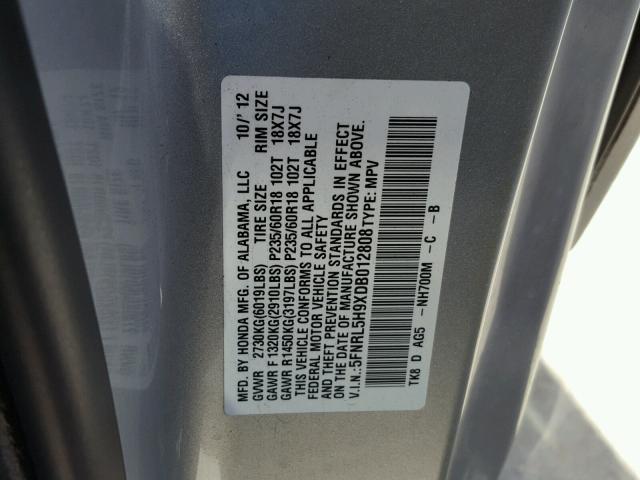 MFD. BY HONDA MFG. OF ALABAMA, LLC 10/'12
GVWR 2730KG(6019LBS) TIRE SIZE RIM SIZE
GAWR F 1320KG(2910LBS) P235/60R18 102T 18X7J
GAWR R 1450KG(3197LBS) P235/60R18 102T 18X7J
THIS VEHICLE CONFORMS TO ALL APPLICABLE
FEDERAL MOTOR VEHICLE SAFETY
AND THEFT PREVENTION STANDARDS IN EFFECT
ON THE DATE OF MANUFACTURE SHOWN ABOVE.
V.I.N.:5FNRL5H9XDB012808 TYPE: MPV
TK8 D AG5 -NH700M -C -B